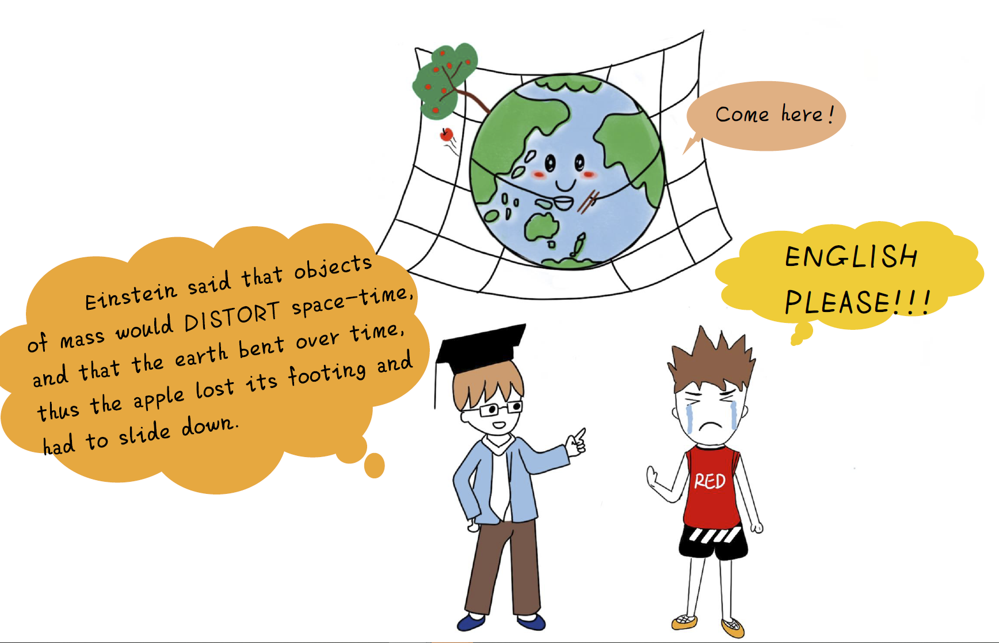 Come here!
Einstein said that objects
of mass would DISTORT space-time,
and that the earth bent over time,
thus the apple lost its footing and
had to slide down.
ENGLISH
PLEASE!!!
RED